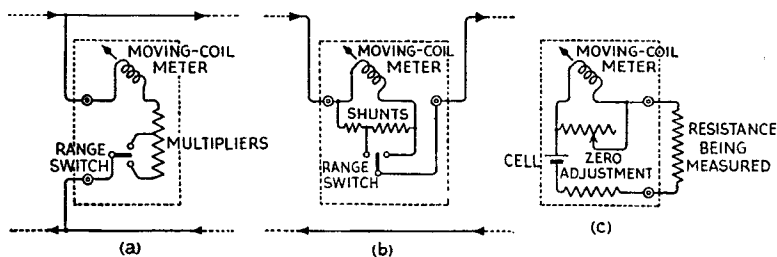 MOVING-COIL
METER
RANGE
SWITCH
MULTIPLIERS
(a)
MOVING-COIL
METER
SHUNTS
RANGE
SWITCH
(b)
MOVING-COIL
METER
CELL
ZERO
ADJUSTMENT
RESISTANCE
BEING
MEASURED
(c)